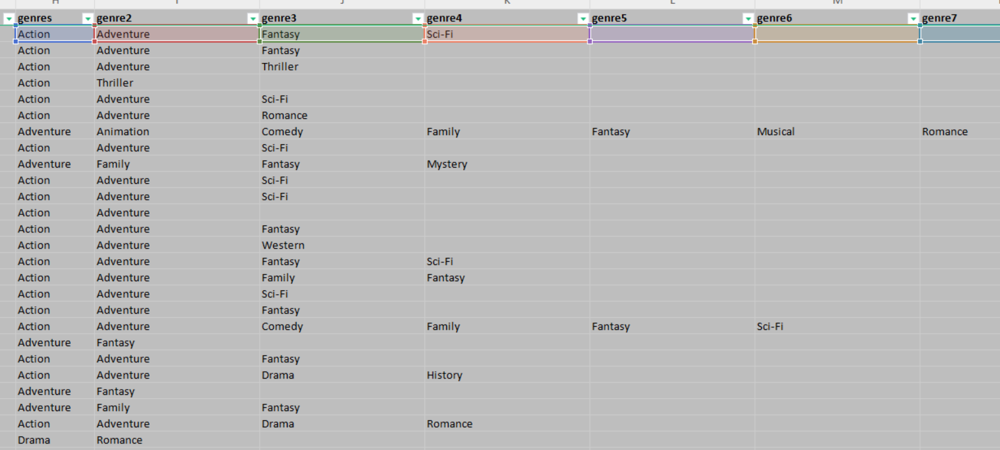 H J K L M
genres genre2 genre3 genre4 genre5 genre6 genre7
Action Adventure Fantasy Sci-Fi
Action Adventure Fantasy
Action Adventure Thriller
Action Thriller
Action Adventure Sci-Fi
Action Adventure Romance
Adventure Animation Comedy Family Fantasy Musical Romance
Action Adventure Sci-Fi
Adventure Family Fantasy Mystery
Action Adventure Sci-Fi
Action Adventure Sci-Fi
Action Adventure
Action Adventure Fantasy
Action Adventure Western
Action Adventure Fantasy Sci-Fi
Action Adventure Family Fantasy
Action Adventure Sci-Fi
Action Adventure Fantasy
Action Adventure Comedy Family Fantasy Sci-Fi
Adventure Fantasy
Action Adventure Fantasy
Action Adventure Drama History
Adventure Fantasy
Adventure Family Fantasy
Action Adventure Drama Romance
Drama Romance